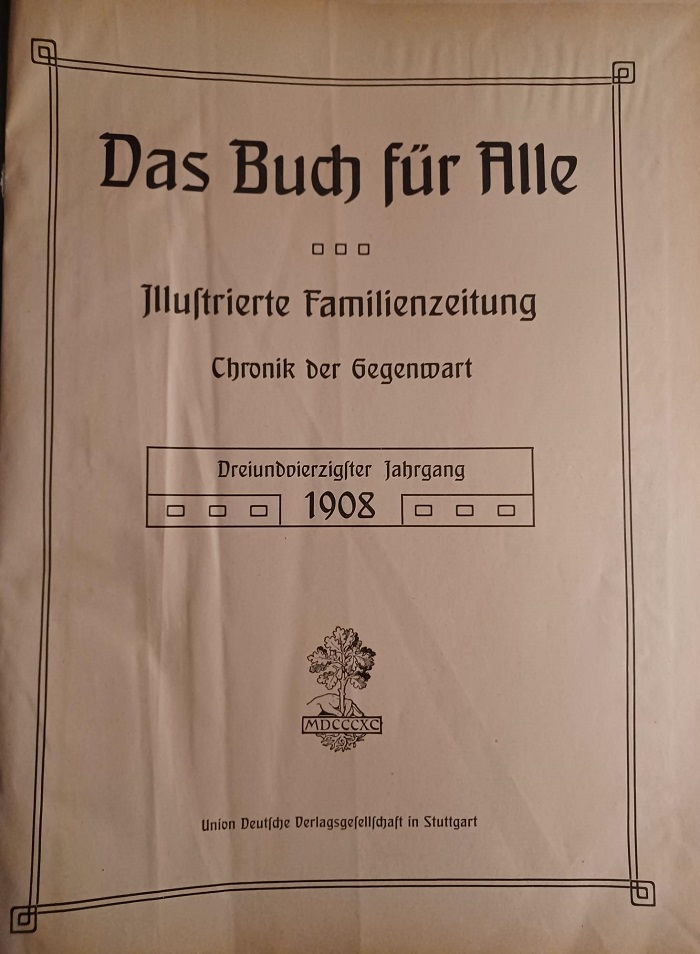 Das Buch für Alle
Illuſtrierte Familienzeitung
Chronik der Gegenwart
Dreiundvierzigſter Jahrgang
1908
MDCCCXC
Union Deutſche Verlagsgeſellſchaft in Stuttgart